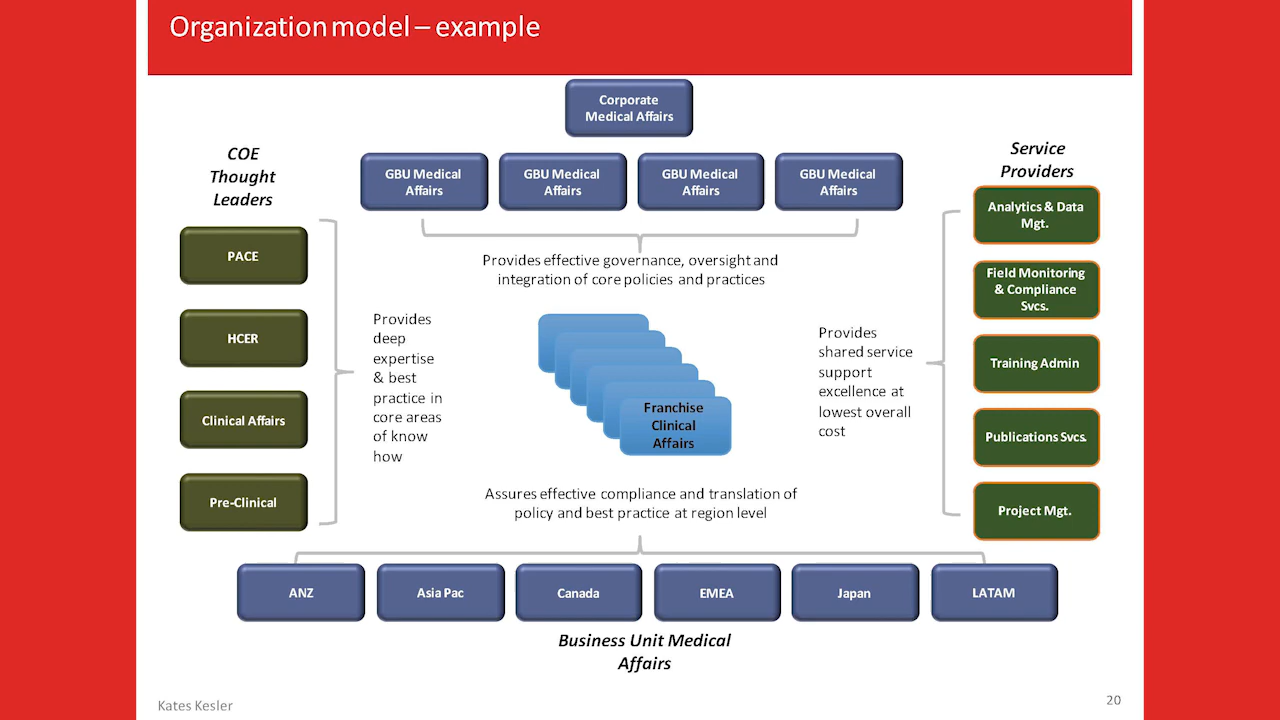 Organization model – example
Corporate
Medical Affairs
COE
Thought
Leaders
GBU Medical
Affairs
GBU Medical
Affairs
GBU Medical
Affairs
GBU Medical
Affairs
Service
Providers
PACE
HCER
Clinical Affairs
Pre-Clinical
Provides
deep
expertise
& best
practice in
core areas
of know
how
Provides effective governance, oversight and
integration of core policies and practices
Franchise
Clinical
Affairs
Assures effective compliance and translation of
policy and best practice at region level
Provides
shared service
support
excellence at
lowest overall
cost
Analytics & Data
Mgt.
Field Monitoring
& Compliance
Svcs.
Training Admin
Publications Svcs.
Project Mgt.
ANZ
Asia Pac
Canada
EMEA
Japan
LATAM
Business Unit Medical
Affairs
Kates Kesler
20